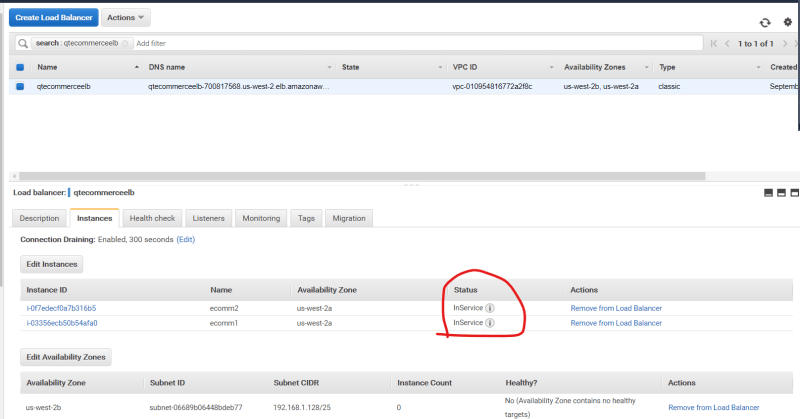 Create Load Balancer Actions
search : qtecommerceelb Add filter 1 to 1 of 1
Name DNS name State VPC ID Availability Zones Type Created
qtecommerceelb qtecommerceelb-700817568.us-west-2.elb.amazonaw... vpc-010954816772a2f8c us-west-2b, us-west-2a classic Septemb
Load balancer: qtecommerceelb
Description Instances Health check Listeners Monitoring Tags Migration
Connection Draining: Enabled, 300 seconds (Edit)
Edit Instances
Instance ID Name Availability Zone Status Actions
i-0f7edecf0a7b316b5 ecomm2 us-west-2a InService Remove from Load Balancer
i-03356ecb50b54afa0 ecomm1 us-west-2a InService Remove from Load Balancer
Edit Availability Zones
Availability Zone Subnet ID Subnet CIDR Instance Count Healthy? Actions
us-west-2b subnet-06689b06448bdeb77 192.168.1.128/25 0 No (Availability Zone contains no healthy targets) Remove from Load Balancer